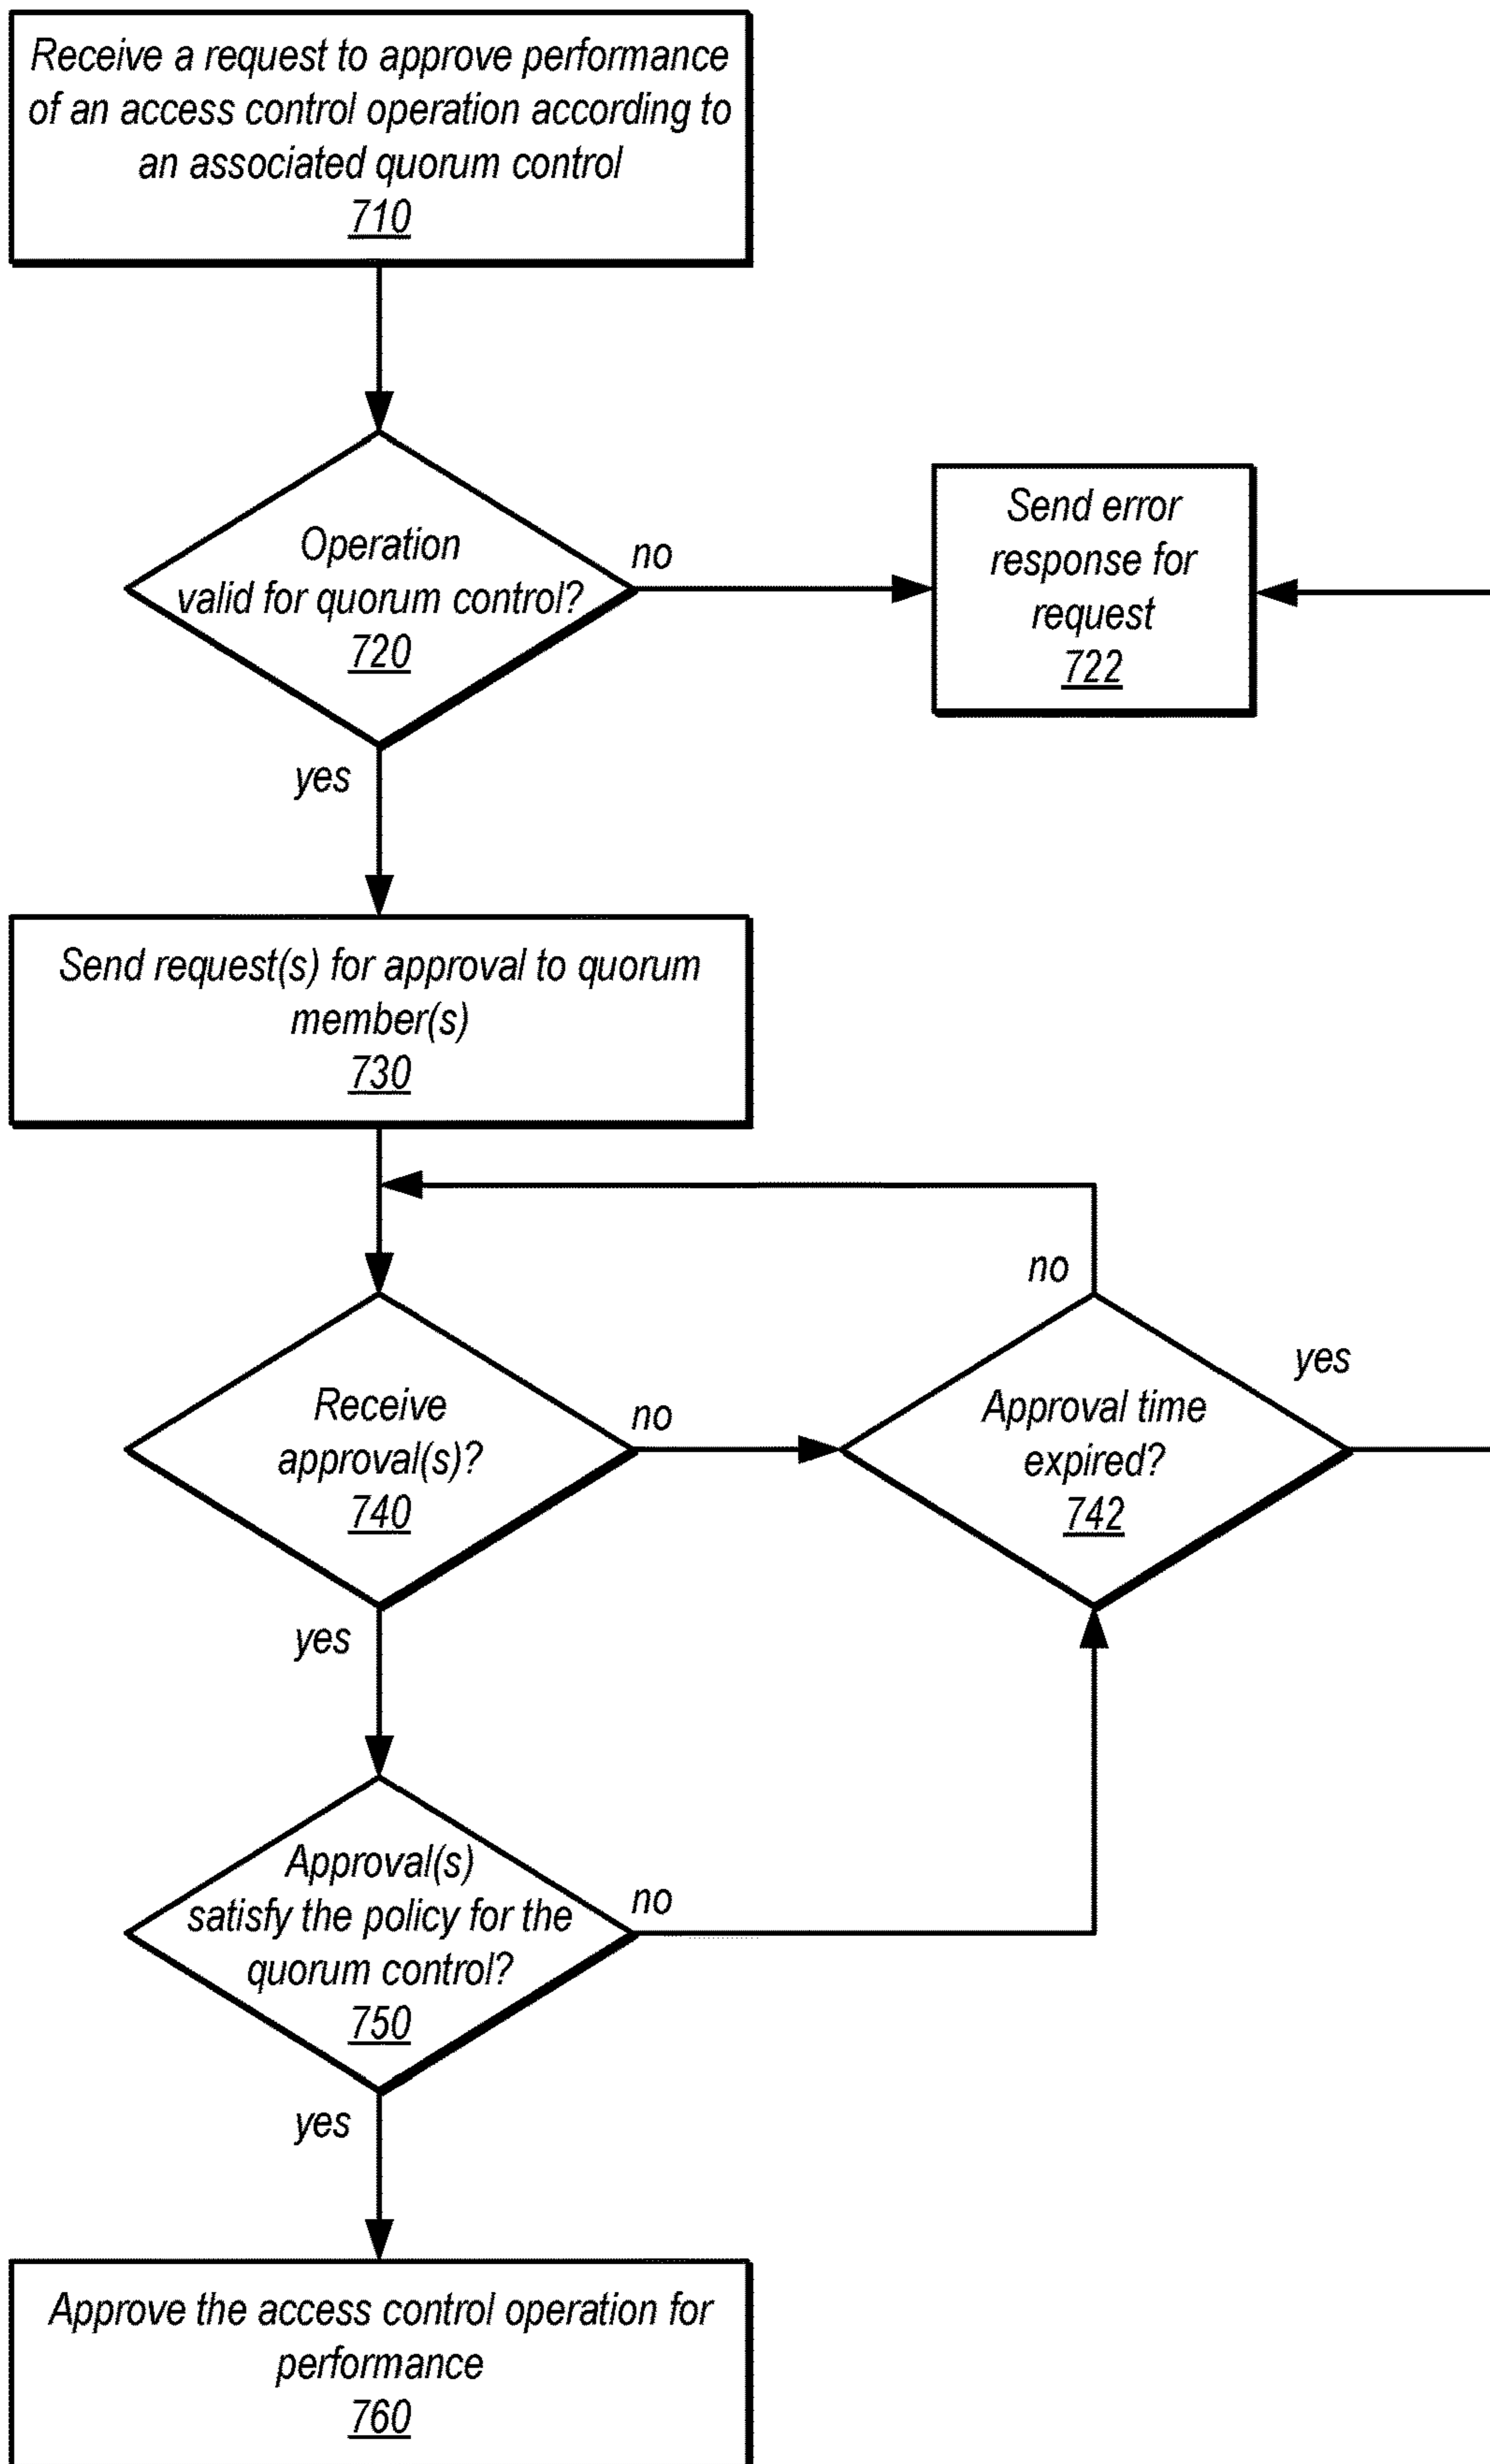 Receive a request to approve performance
of an access control operation according to
an associated quorum control
710
Operation
valid for quorum control?
720
no
yes
Send error
response for
request
722
Send request(s) for approval to quorum
member(s)
730
Receive
approval(s)?
740
no
yes
Approval time
expired?
742
no
yes
Approval(s)
satisfy the policy for the
quorum control?
750
no
yes
Approve the access control operation for
performance
760